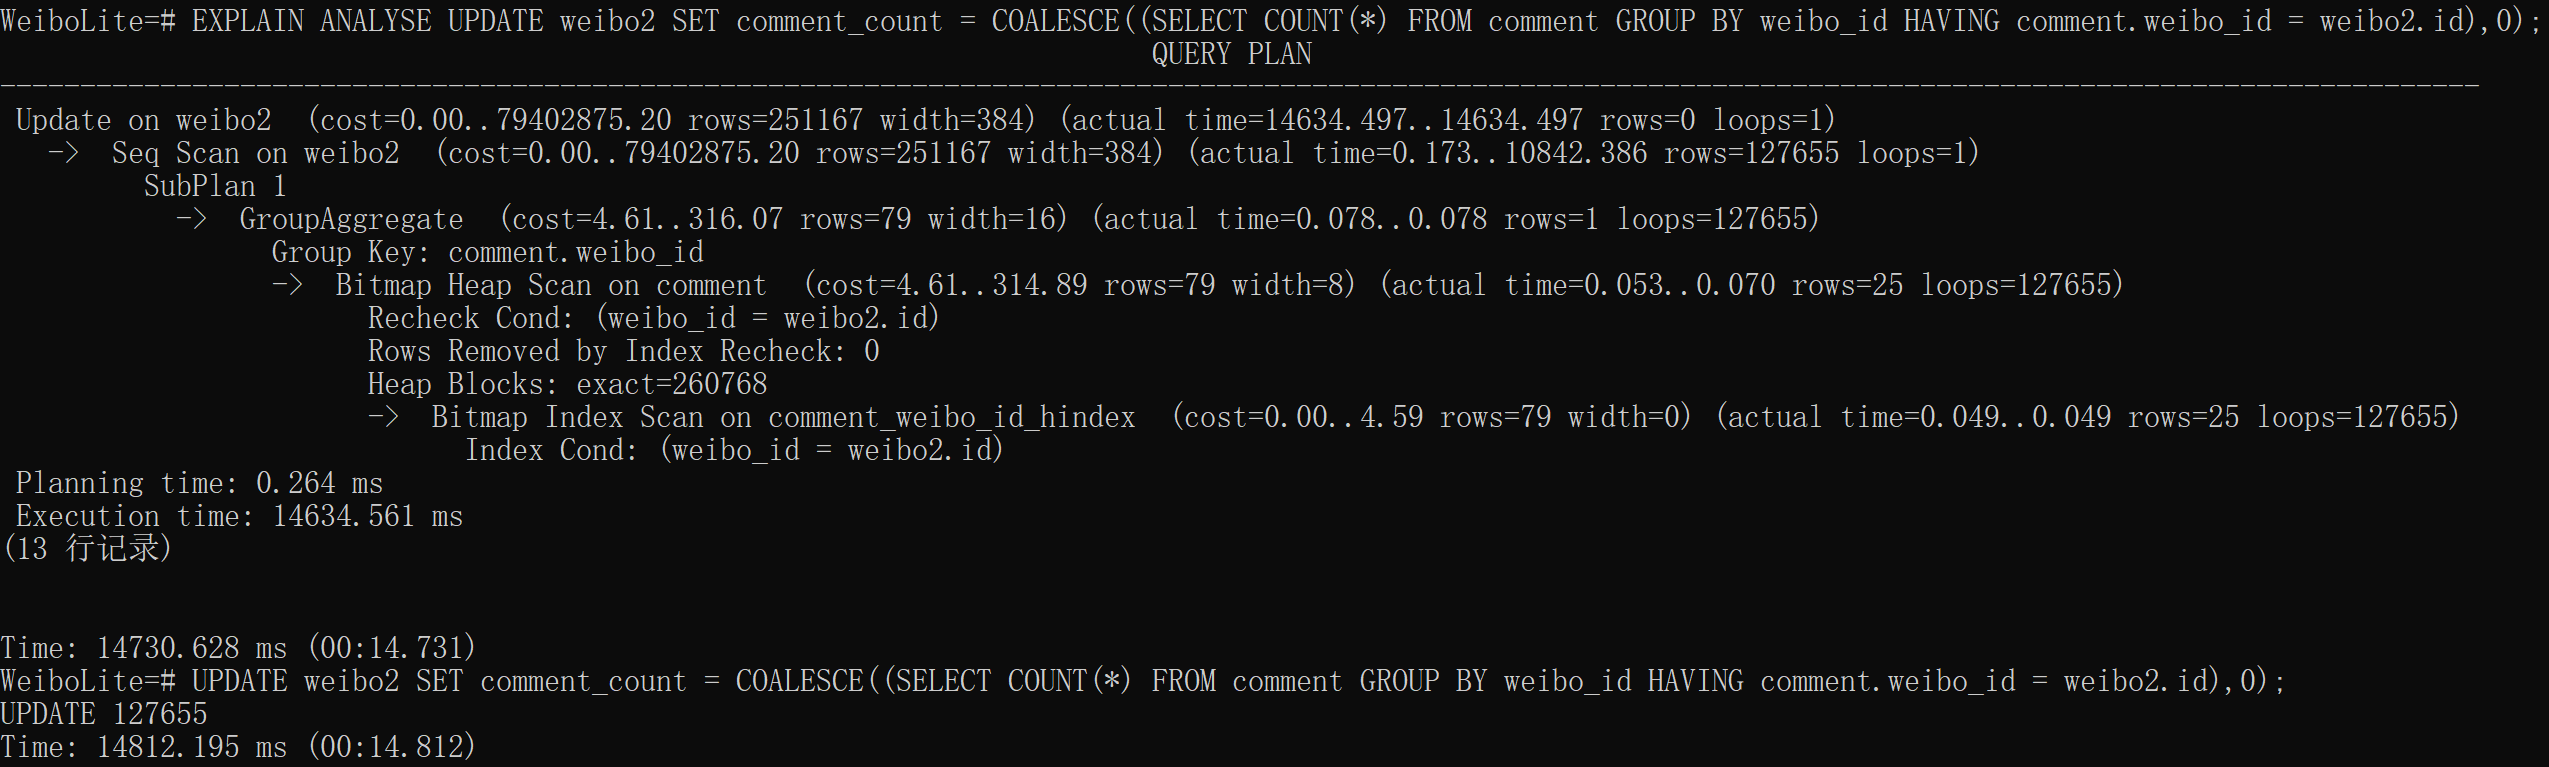 WeiboLite=# EXPLAIN ANALYSE UPDATE weibo2 SET comment_count = COALESCE((SELECT COUNT(*) FROM comment GROUP BY weibo_id HAVING comment.weibo_id = weibo2.id),0);
QUERY PLAN
-----------------------------------------------------------------------------------------------------------------------------------------------------------
Update on weibo2  (cost=0.00..79402875.20 rows=251167 width=384) (actual time=14634.497..14634.497 rows=0 loops=1)
->  Seq Scan on weibo2  (cost=0.00..79402875.20 rows=251167 width=384) (actual time=0.173..10842.386 rows=127655 loops=1)
SubPlan 1
->  GroupAggregate  (cost=4.61..316.07 rows=79 width=16) (actual time=0.078..0.078 rows=1 loops=127655)
Group Key: comment.weibo_id
->  Bitmap Heap Scan on comment  (cost=4.61..314.89 rows=79 width=8) (actual time=0.053..0.070 rows=25 loops=127655)
Recheck Cond: (weibo_id = weibo2.id)
Rows Removed by Index Recheck: 0
Heap Blocks: exact=260768
->  Bitmap Index Scan on comment_weibo_id_hindex  (cost=0.00..4.59 rows=79 width=0) (actual time=0.049..0.049 rows=25 loops=127655)
Index Cond: (weibo_id = weibo2.id)
Planning time: 0.264 ms
Execution time: 14634.561 ms
(13 行记录)
Time: 14730.628 ms (00:14.731)
WeiboLite=# UPDATE weibo2 SET comment_count = COALESCE((SELECT COUNT(*) FROM comment GROUP BY weibo_id HAVING comment.weibo_id = weibo2.id),0);
UPDATE 127655
Time: 14812.195 ms (00:14.812)